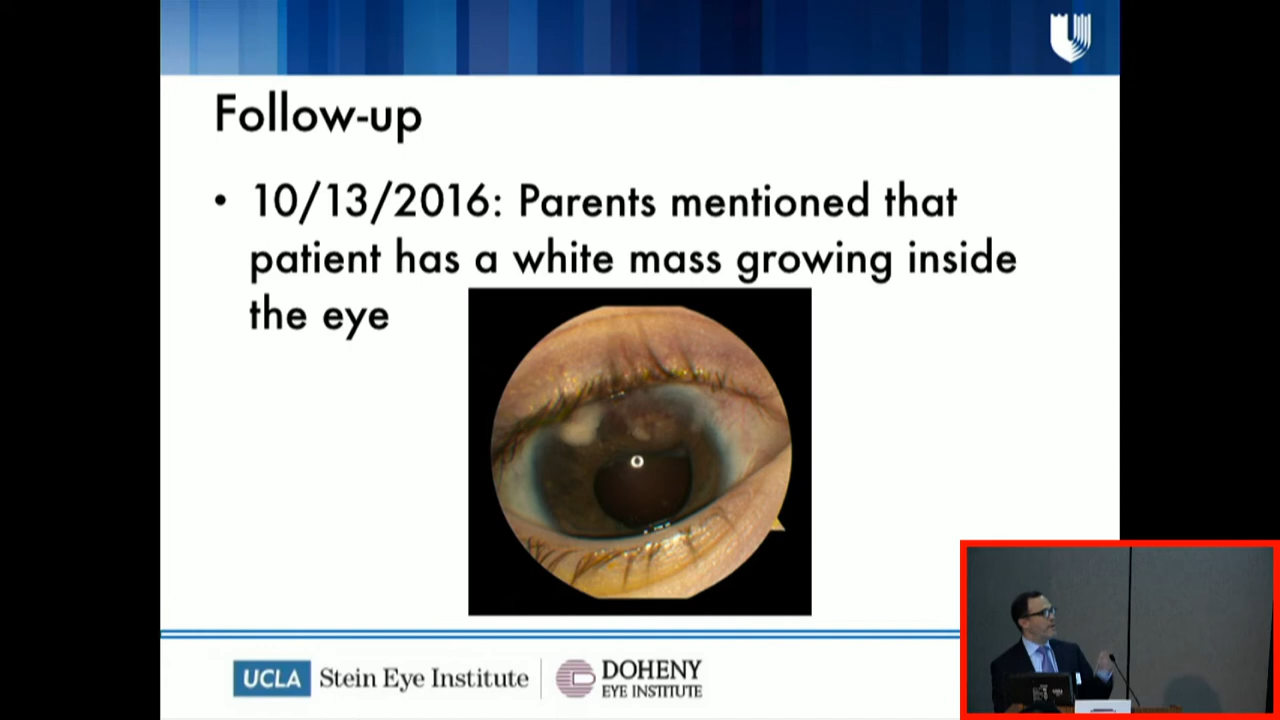 Follow-up
• 10/13/2016: Parents mentioned that
patient has a white mass growing inside
the eye
UCLA Stein Eye Institute DOHENY
EYE INSTITUTE